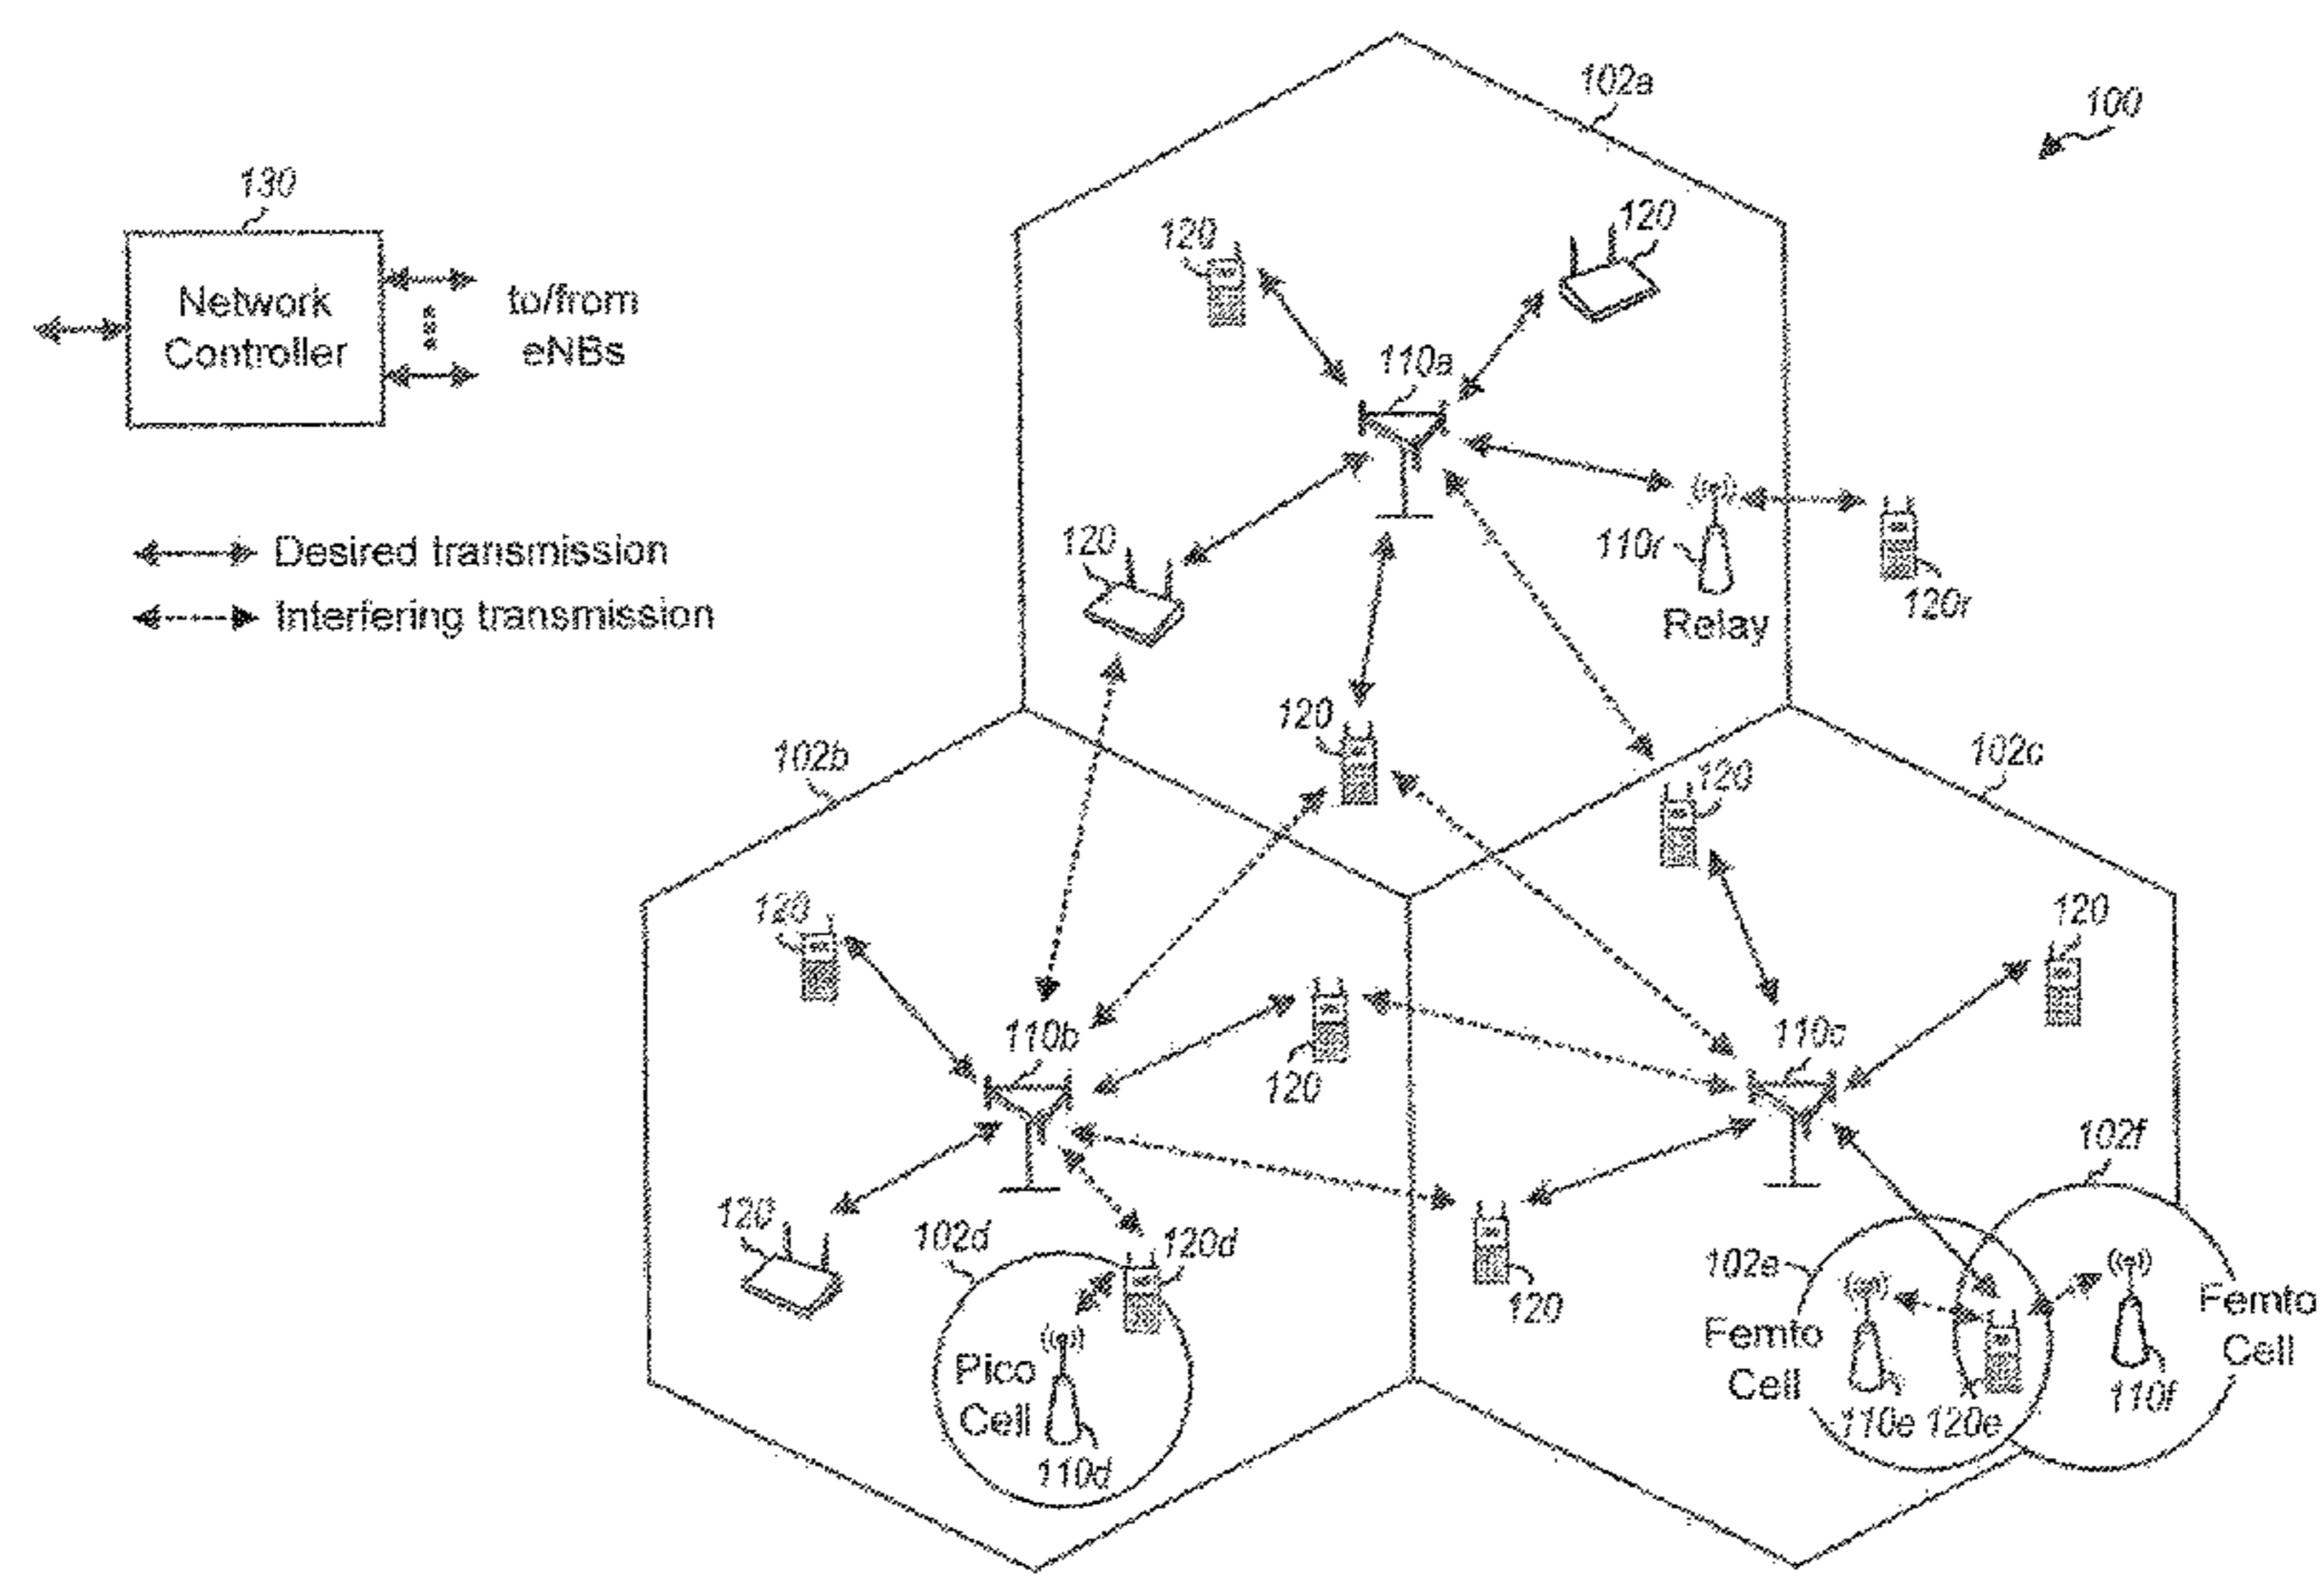 102a
100
130
120
120
Network
Controller
to/from
eNBs
110a
Desired transmission
Interfering transmission
120
110r
120r
Relay
120
102b
102c
120
120
120
110b
110c
120
102f
120
102d
120d
102e
120
Femto
Cell
Femto
Cell
Pico
Cell
110e
120e
110f
110d